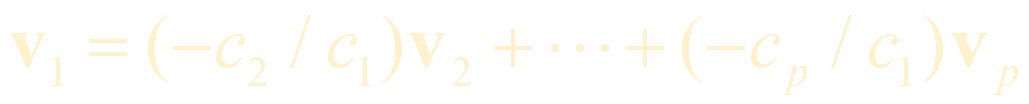 v₁ = (−c₂ / c₁)v₂ + ⋯ + (−cₚ / c₁)vₚ